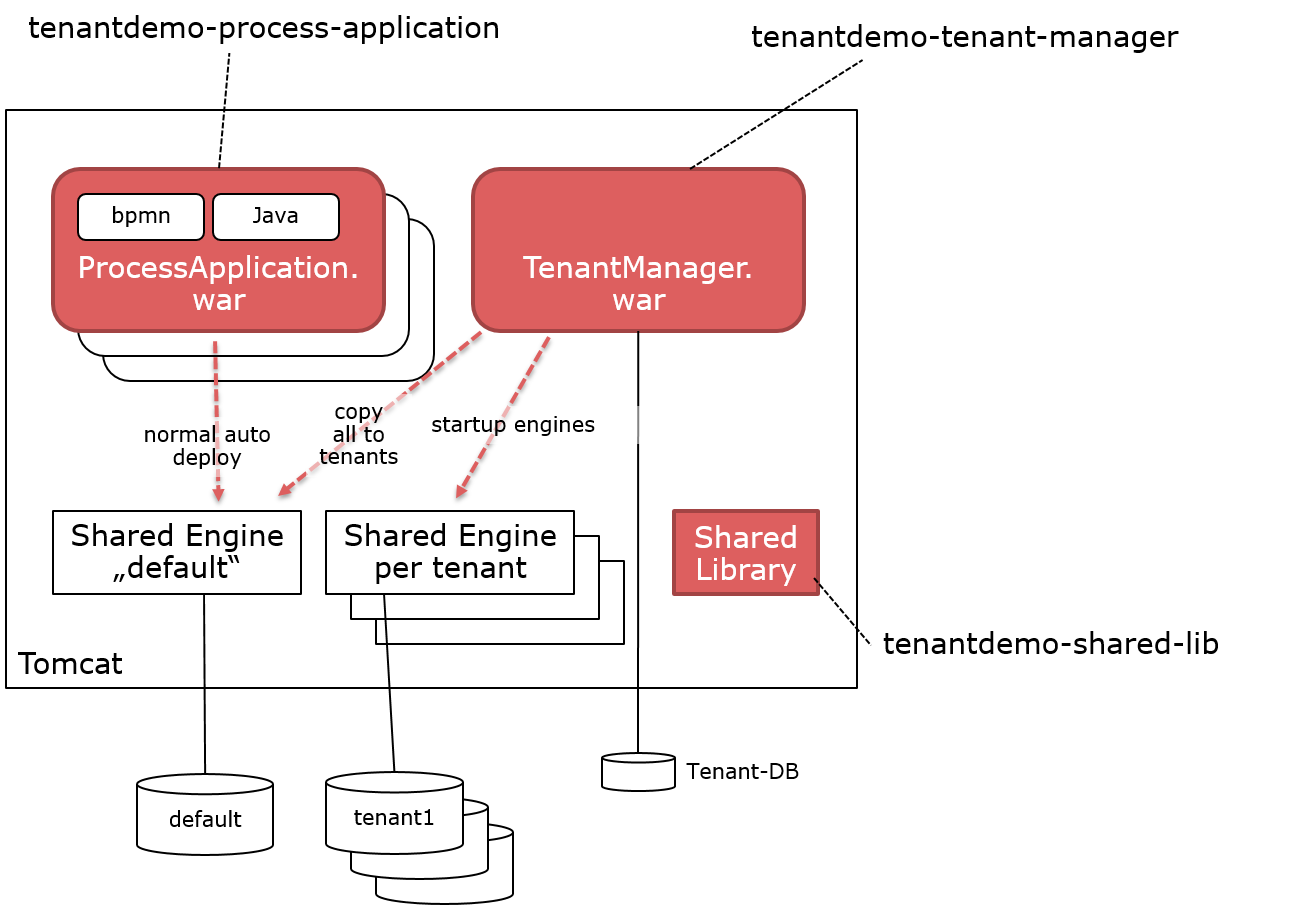 tenantdemo-process-application
tenantdemo-tenant-manager
bpmn
Java
ProcessApplication.
war
TenantManager.
war
normal auto
deploy
copy
all to
tenants
startup engines
Shared Engine
„default“
Shared Engine
per tenant
Shared
Library
tenantdemo-shared-lib
Tomcat
default
tenant1
Tenant-DB